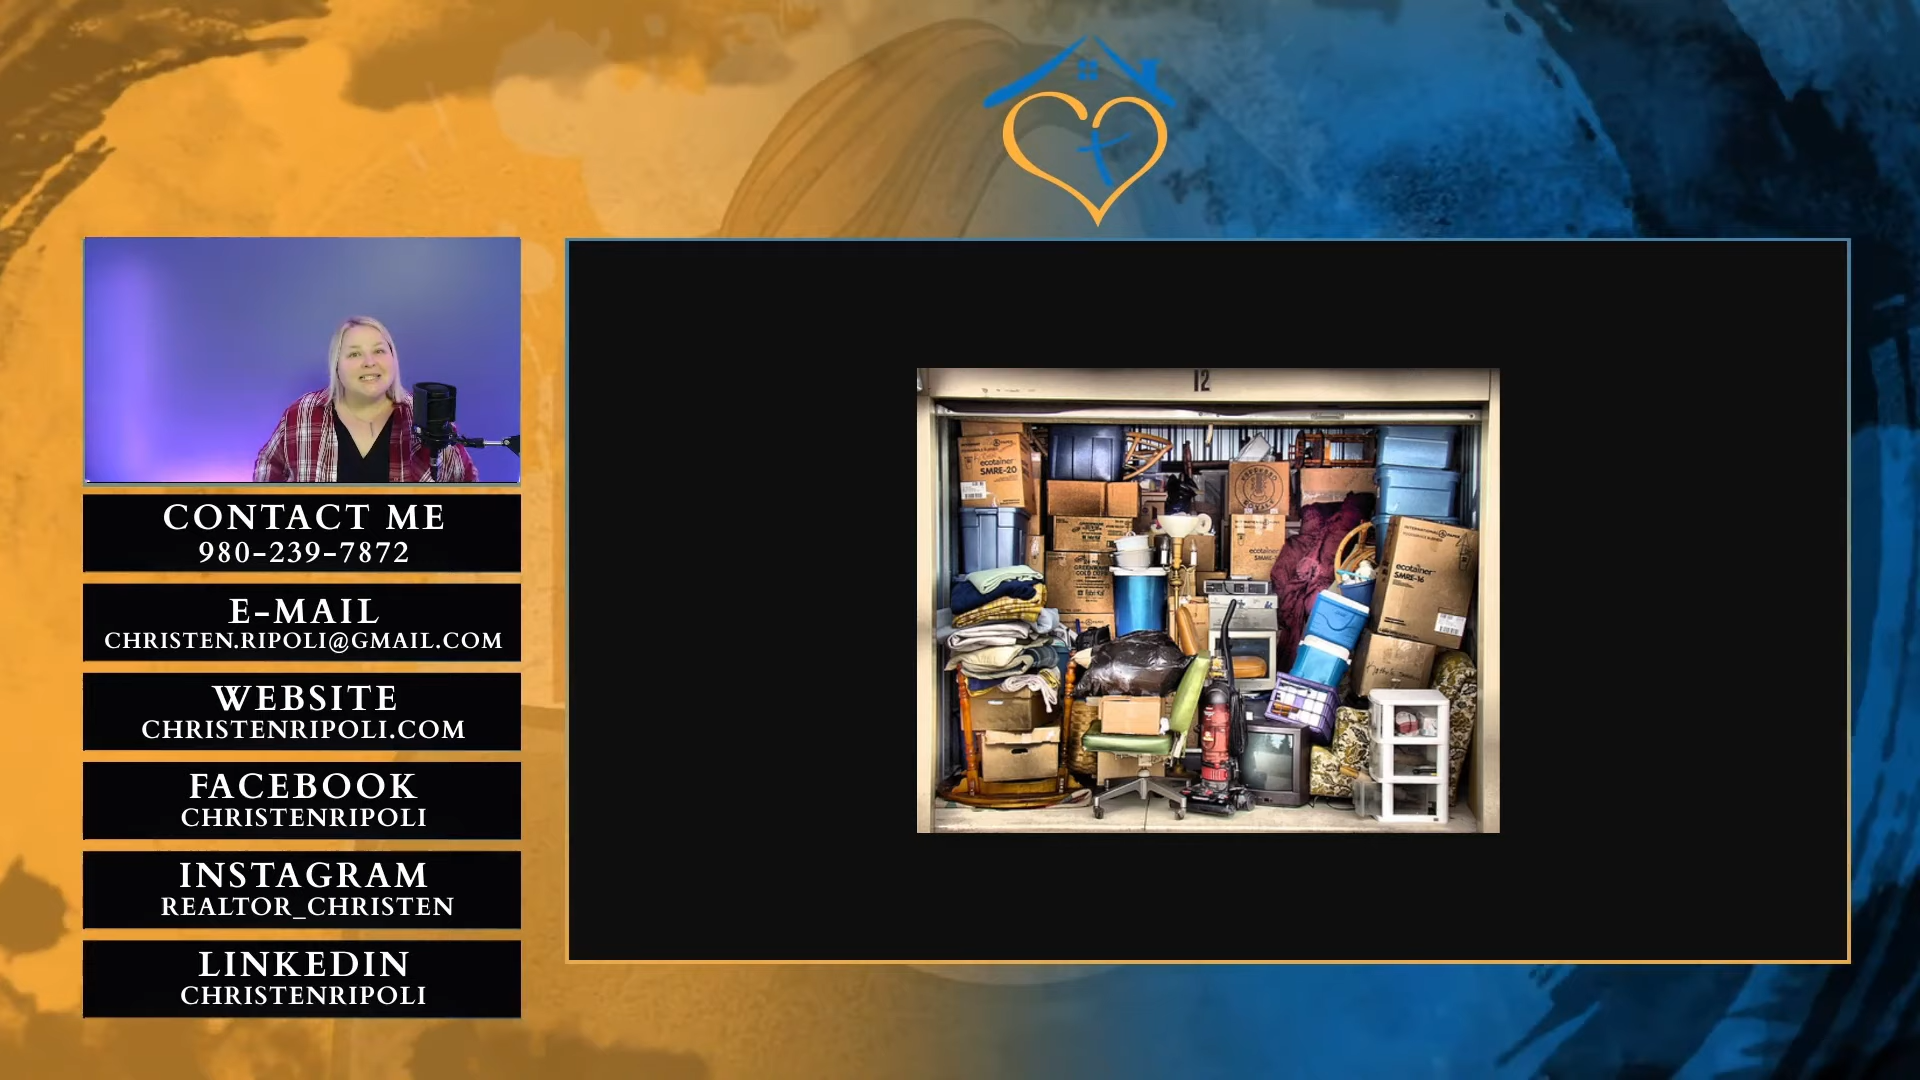 CONTACT ME
980-239-7872
E-MAIL
CHRISTEN.RIPOLI@GMAIL.COM
WEBSITE
CHRISTENRIPOLI.COM
FACEBOOK
CHRISTENRIPOLI
INSTAGRAM
REALTOR_CHRISTEN
LINKEDIN
CHRISTENRIPOLI
12
ecotainer
SMRE-20
ecotainer
ecotainer
SMRE-16